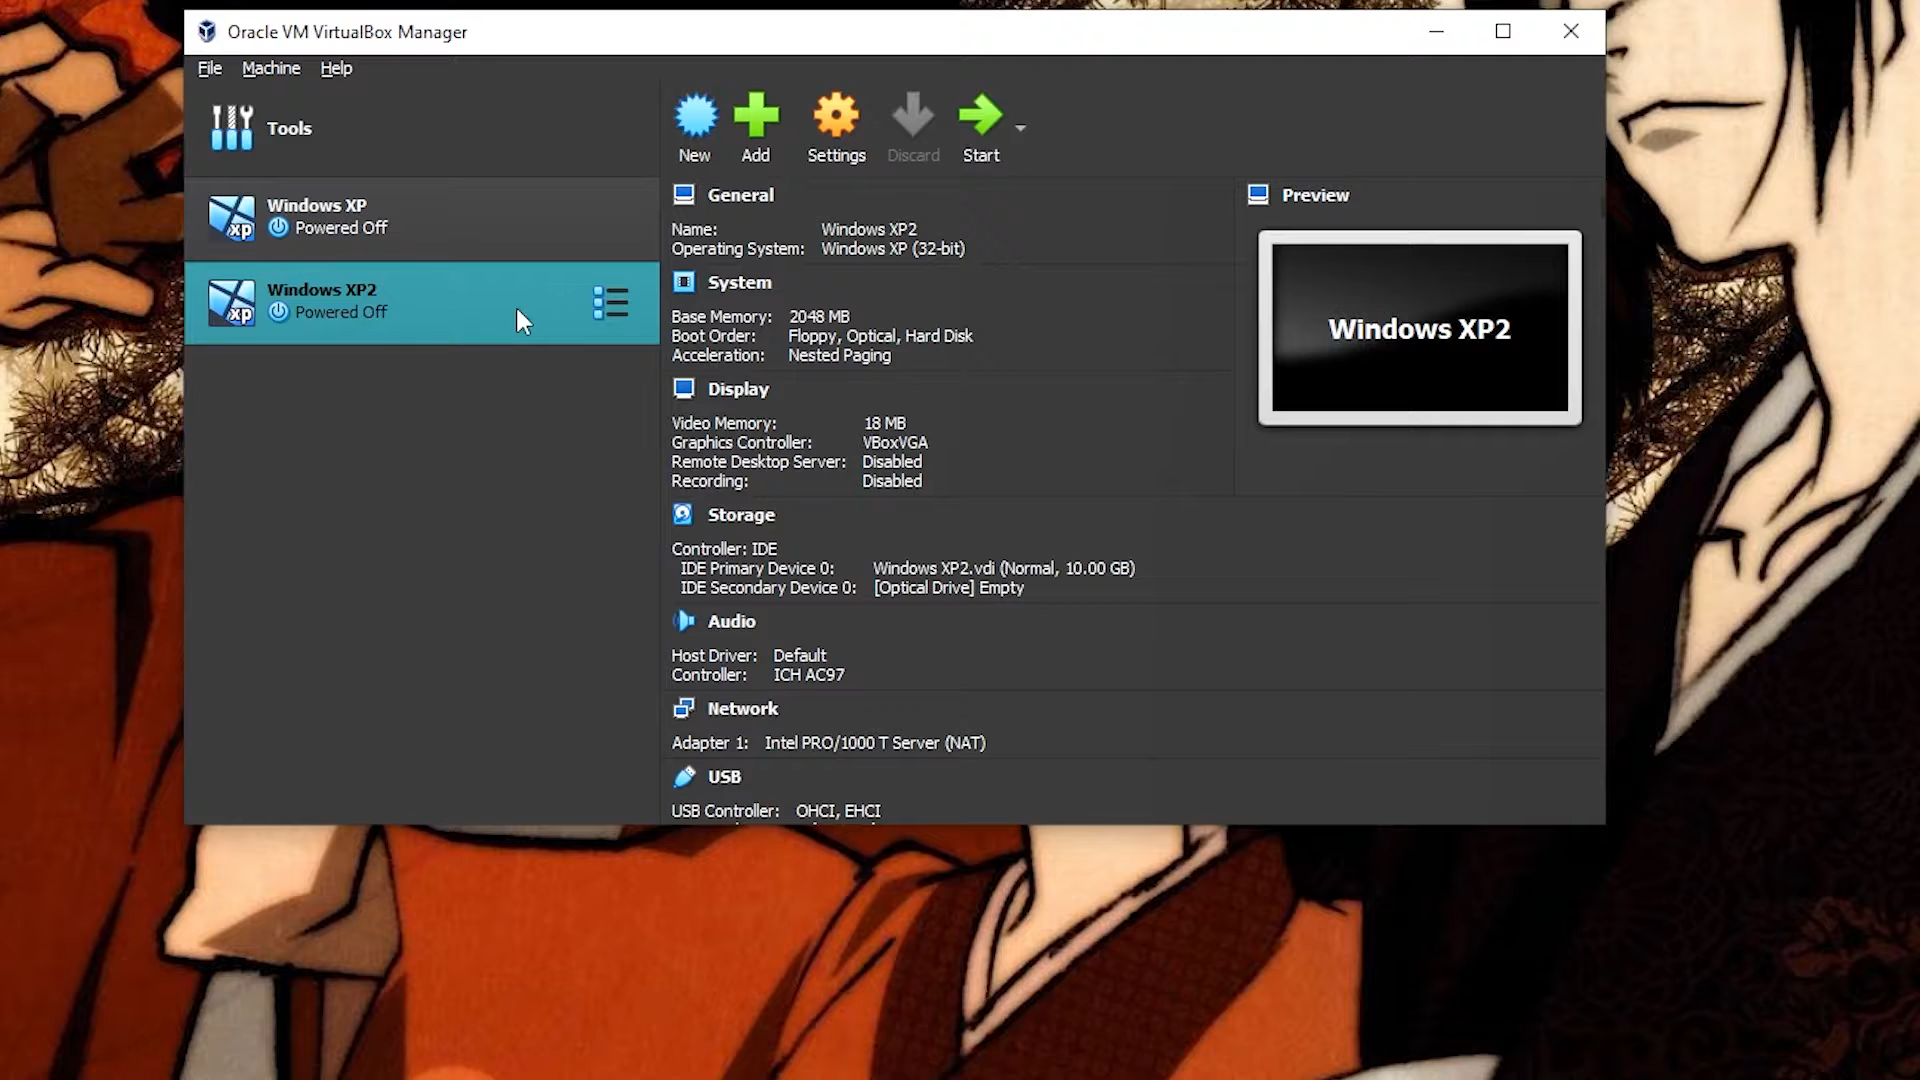 Oracle VM VirtualBox Manager
File Machine Help
Tools
New Add Settings Discard Start
Windows XP
Powered Off
Windows XP2
Powered Off
General
Name: Windows XP2
Operating System: Windows XP (32-bit)
System
Base Memory: 2048 MB
Boot Order: Floppy, Optical, Hard Disk
Acceleration: Nested Paging
Display
Video Memory: 18 MB
Graphics Controller: VBoxVGA
Remote Desktop Server: Disabled
Recording: Disabled
Storage
Controller: IDE
IDE Primary Device 0: Windows XP2.vdi (Normal, 10.00 GB)
IDE Secondary Device 0: [Optical Drive] Empty
Audio
Host Driver: Default
Controller: ICH AC97
Network
Adapter 1: Intel PRO/1000 T Server (NAT)
USB
USB Controller: OHCI, EHCI
Preview
Windows XP2